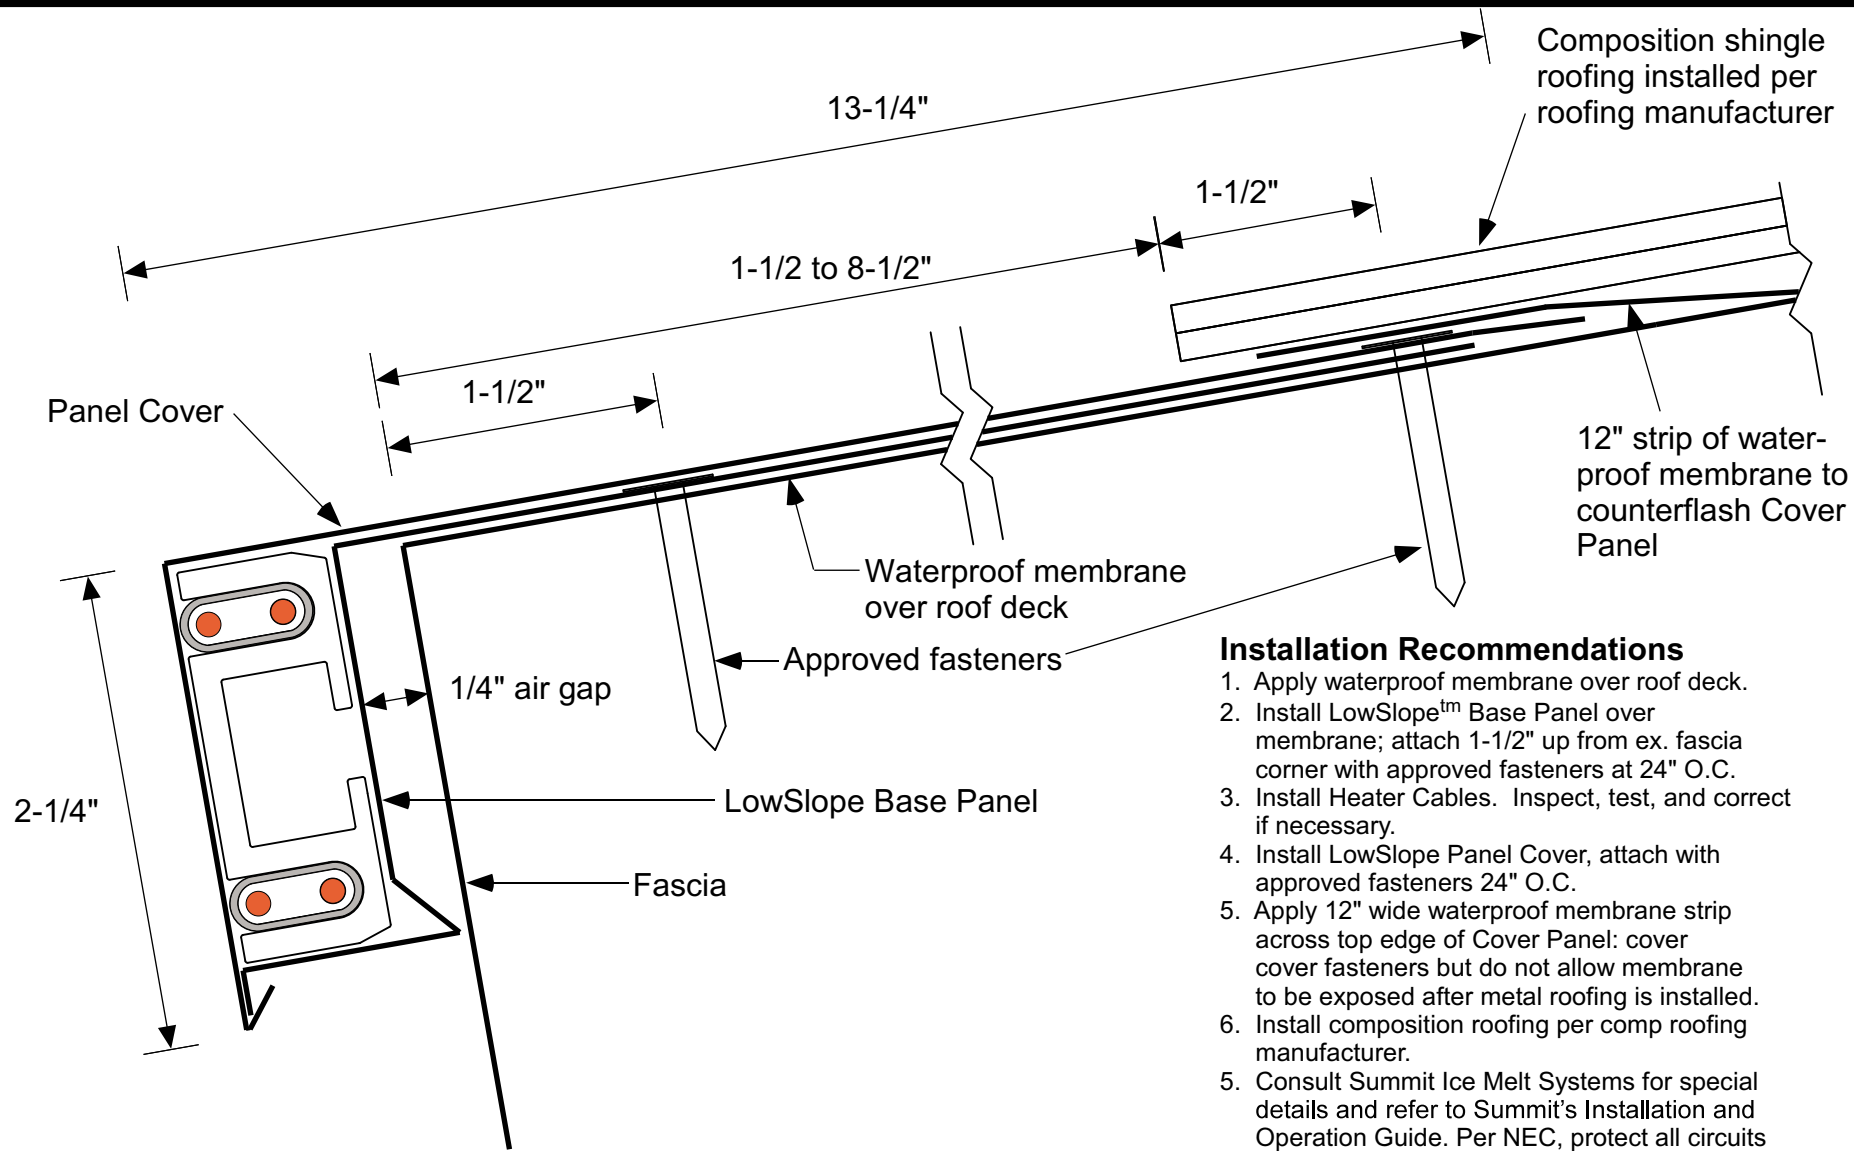 13-1/4"
Composition shingle
roofing installed per
roofing manufacturer
1-1/2"
1-1/2 to 8-1/2"
1-1/2"
Panel Cover
12" strip of water-
proof membrane to
counterflash Cover
Panel
Waterproof membrane
over roof deck
Approved fasteners
1/4" air gap
2-1/4"
LowSlope Base Panel
Fascia
Installation Recommendations
1. Apply waterproof membrane over roof deck.
2. Install LowSlope™ Base Panel over
membrane; attach 1-1/2" up from ex. fascia
corner with approved fasteners at 24" O.C.
3. Install Heater Cables. Inspect, test, and correct
if necessary.
4. Install LowSlope Panel Cover, attach with
approved fasteners 24" O.C.
5. Apply 12" wide waterproof membrane strip
across top edge of Cover Panel: cover
cover fasteners but do not allow membrane
to be exposed after metal roofing is installed.
6. Install composition roofing per comp roofing
manufacturer.
5. Consult Summit Ice Melt Systems for special
details and refer to Summit's Installation and
Operation Guide. Per NEC, protect all circuits